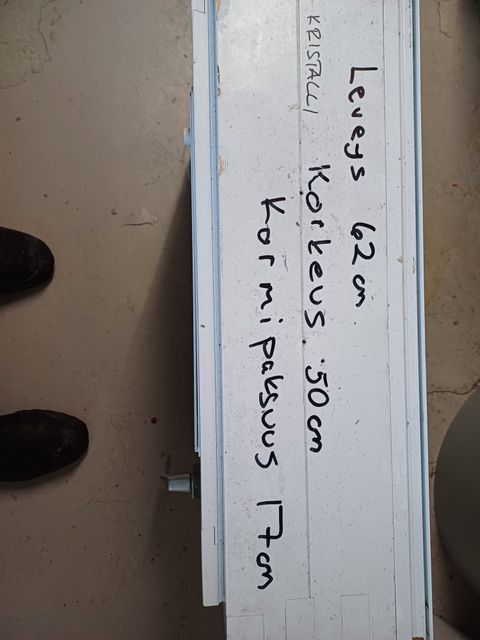 KRISTALLI
Leveys 62 cm
Korkeus 50 cm
Karmipaksuus 17 cm